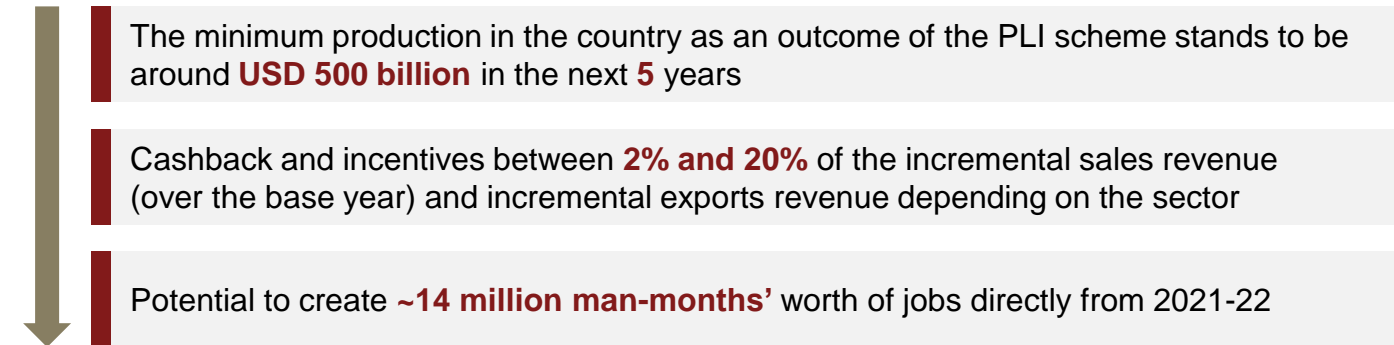 The minimum production in the country as an outcome of the PLI scheme stands to be
around USD 500 billion in the next 5 years
Cashback and incentives between 2% and 20% of the incremental sales revenue
(over the base year) and incremental exports revenue depending on the sector
Potential to create ~14 million man-months’ worth of jobs directly from 2021-22